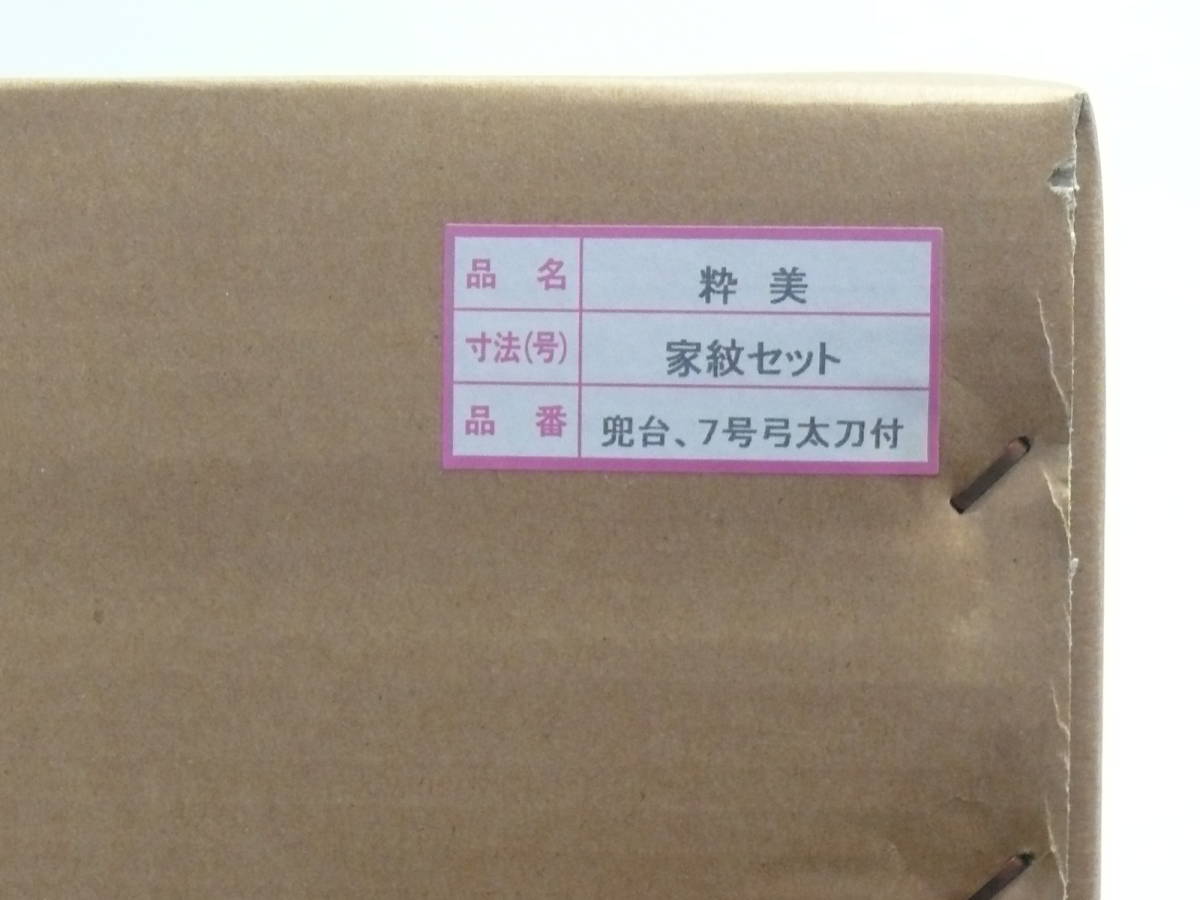 品 名 粋 美
寸法(号) 家紋セット
品 番 兜台、7号弓太刀付